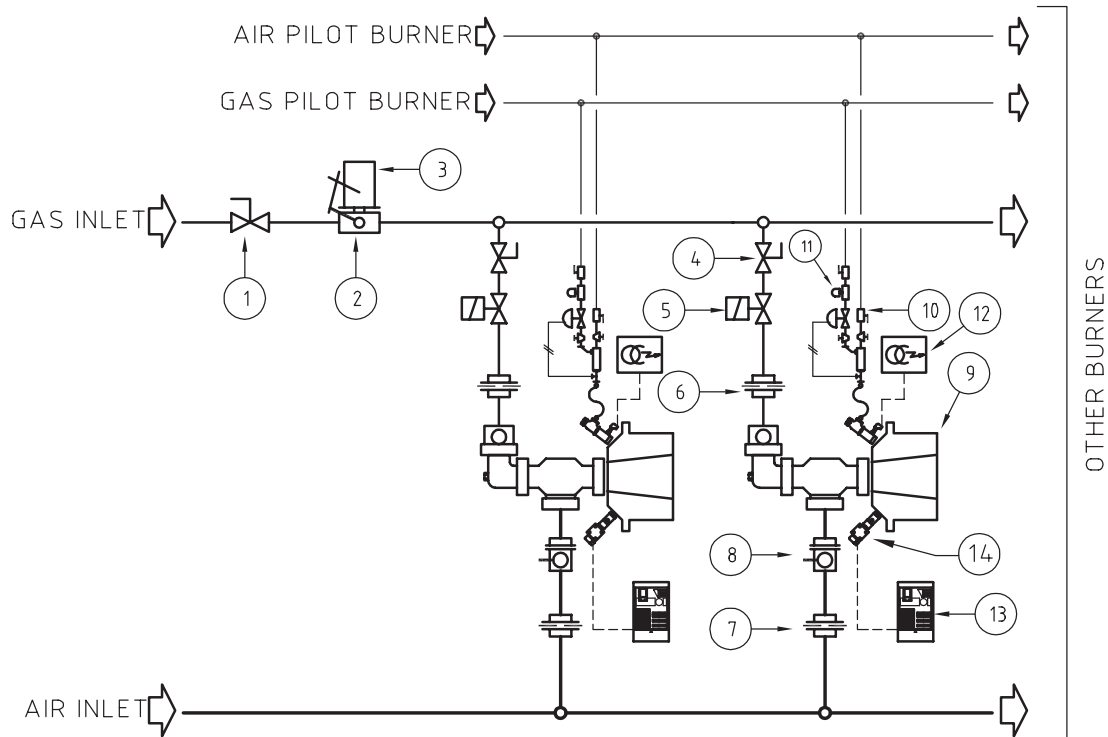 AIR PILOT BURNER
GAS PILOT BURNER
3
GAS INLET
1
2
4
11
5
10
12
6
9
OTHER BURNERS
8
14
7
13
AIR INLET